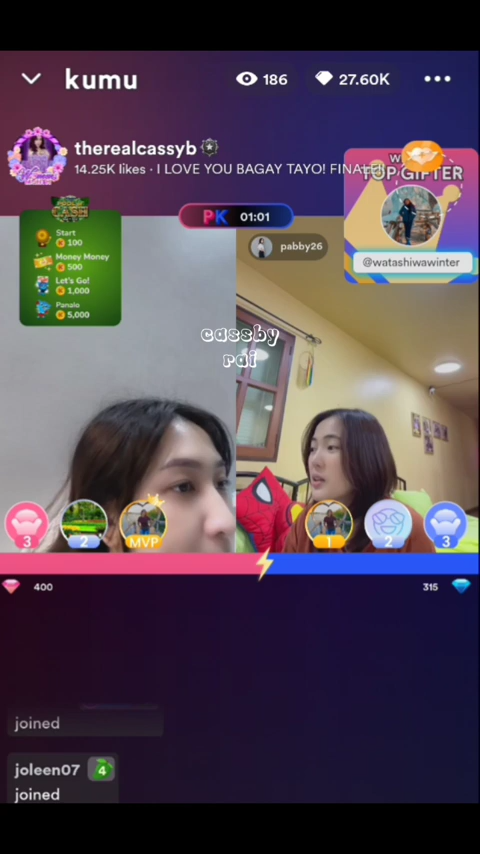 kumu
186
27.60K
therealcassyb
14.25K likes · I LOVE YOU BAGAY TAYO! FINALE!!
TOP GIFTER
@watashiwawinter
PK 01:01
pabby26
Start
100
Money Money
500
Let's Go!
1,000
Panalo
5,000
cassby
rai
3
2
MVP
1
2
3
400
315
joined
joleen07 4
joined